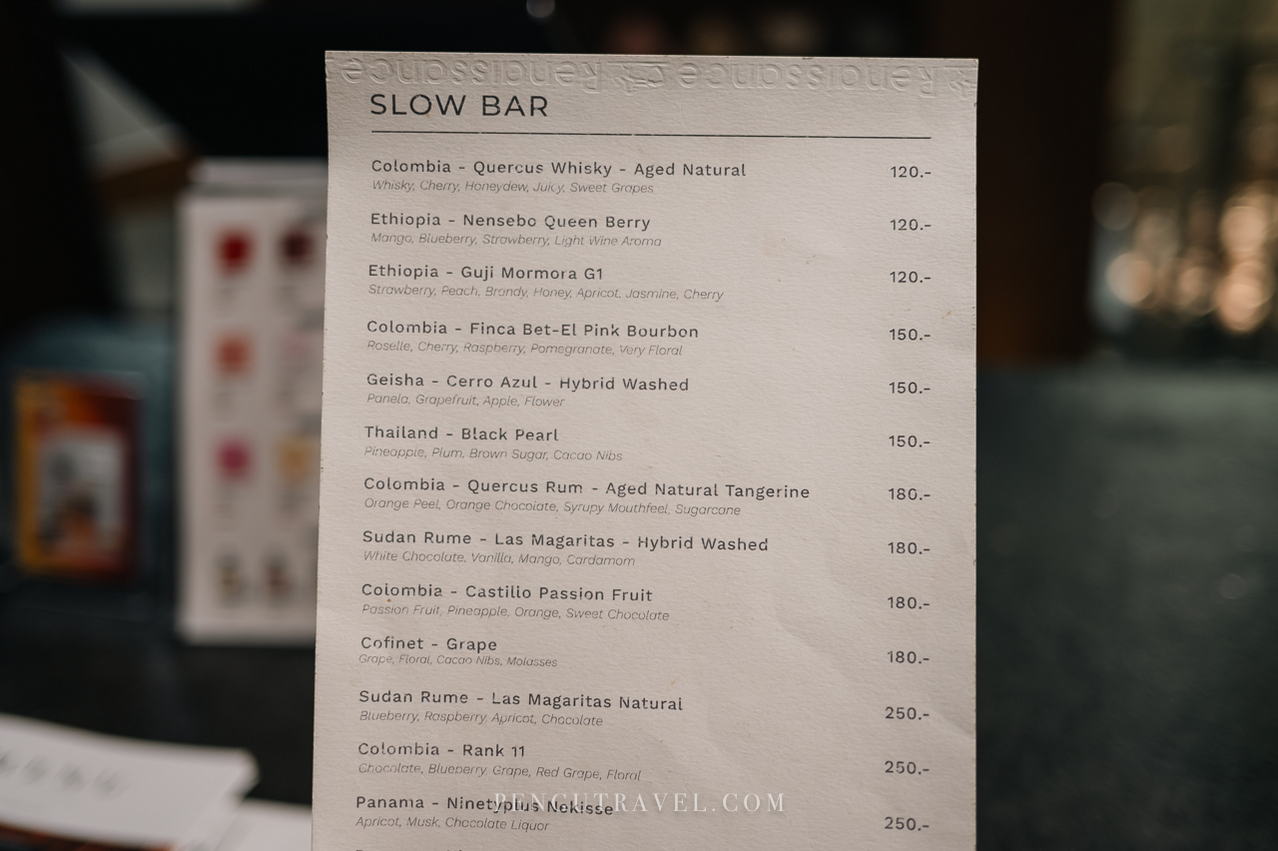 Renaissance Renaissance
SLOW BAR
Colombia - Quercus Whisky - Aged Natural 120.-
Whisky, Cherry, Honeydew, Juicy, Sweet Grapes
Ethiopia - Nensebo Queen Berry 120.-
Mango, Blueberry, Strawberry, Light Wine Aroma
Ethiopia - Guji Mormora G1 120.-
Strawberry, Peach, Brandy, Honey, Apricot, Jasmine, Cherry
Colombia - Finca Bet-El Pink Bourbon 150.-
Roselle, Cherry, Raspberry, Pomegranate, Very Floral
Geisha - Cerro Azul - Hybrid Washed 150.-
Panela, Grapefruit, Apple, Flower
Thailand - Black Pearl 150.-
Pineapple, Plum, Brown Sugar, Cacao Nibs
Colombia - Quercus Rum - Aged Natural Tangerine 180.-
Orange Peel, Orange Chocolate, Syrupy Mouthfeel, Sugarcane
Sudan Rume - Las Magaritas - Hybrid Washed 180.-
White Chocolate, Vanilla, Mango, Cardamom
Colombia - Castillo Passion Fruit 180.-
Passion Fruit, Pineapple, Orange, Sweet Chocolate
Cofinet - Grape 180.-
Grape, Floral, Cacao Nibs, Molasses
Sudan Rume - Las Magaritas Natural 250.-
Blueberry, Raspberry, Apricot, Chocolate
Colombia - Rank 11 250.-
Chocolate, Blueberry, Grape, Red Grape, Floral
Panama - Ninetyplus Nekisse 250.-
PENGUTRAVEL.COM
Apricot, Musk, Chocolate Liquor